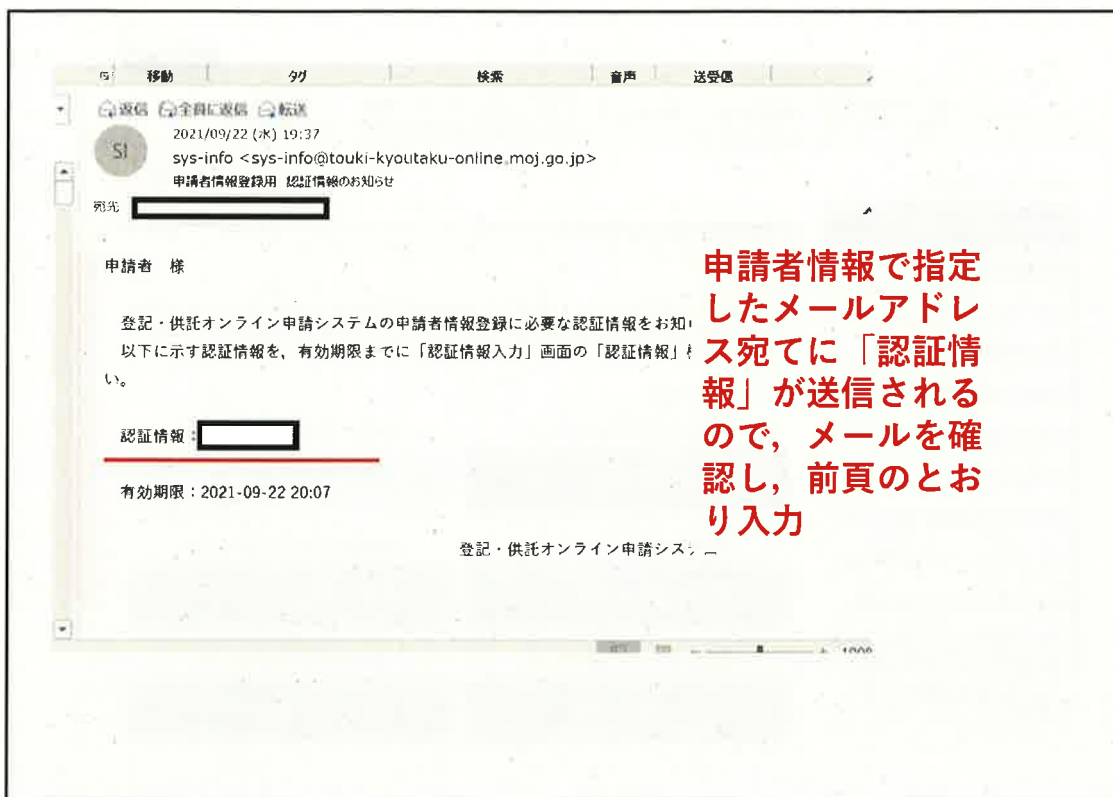 移動 タグ 検索 音声 送受信
返信 全員に返信 転送
2021/09/22 (水) 19:37
SI
sys-info <sys-info@touki-kyoutaku-online.moj.go.jp>
申請者情報登録用 認証情報のお知らせ
宛先
申請者 様
登記・供託オンライン申請システムの申請者情報登録に必要な認証情報をお知
以下に示す認証情報を，有効期限までに「認証情報入力」画面の「認証情報」
い。
認証情報：
有効期限：2021-09-22 20:07
登記・供託オンライン申請シス
申請者情報で指定
したメールアドレ
ス宛てに「認証情
報」が送信される
ので，メールを確
認し，前頁のとお
り入力